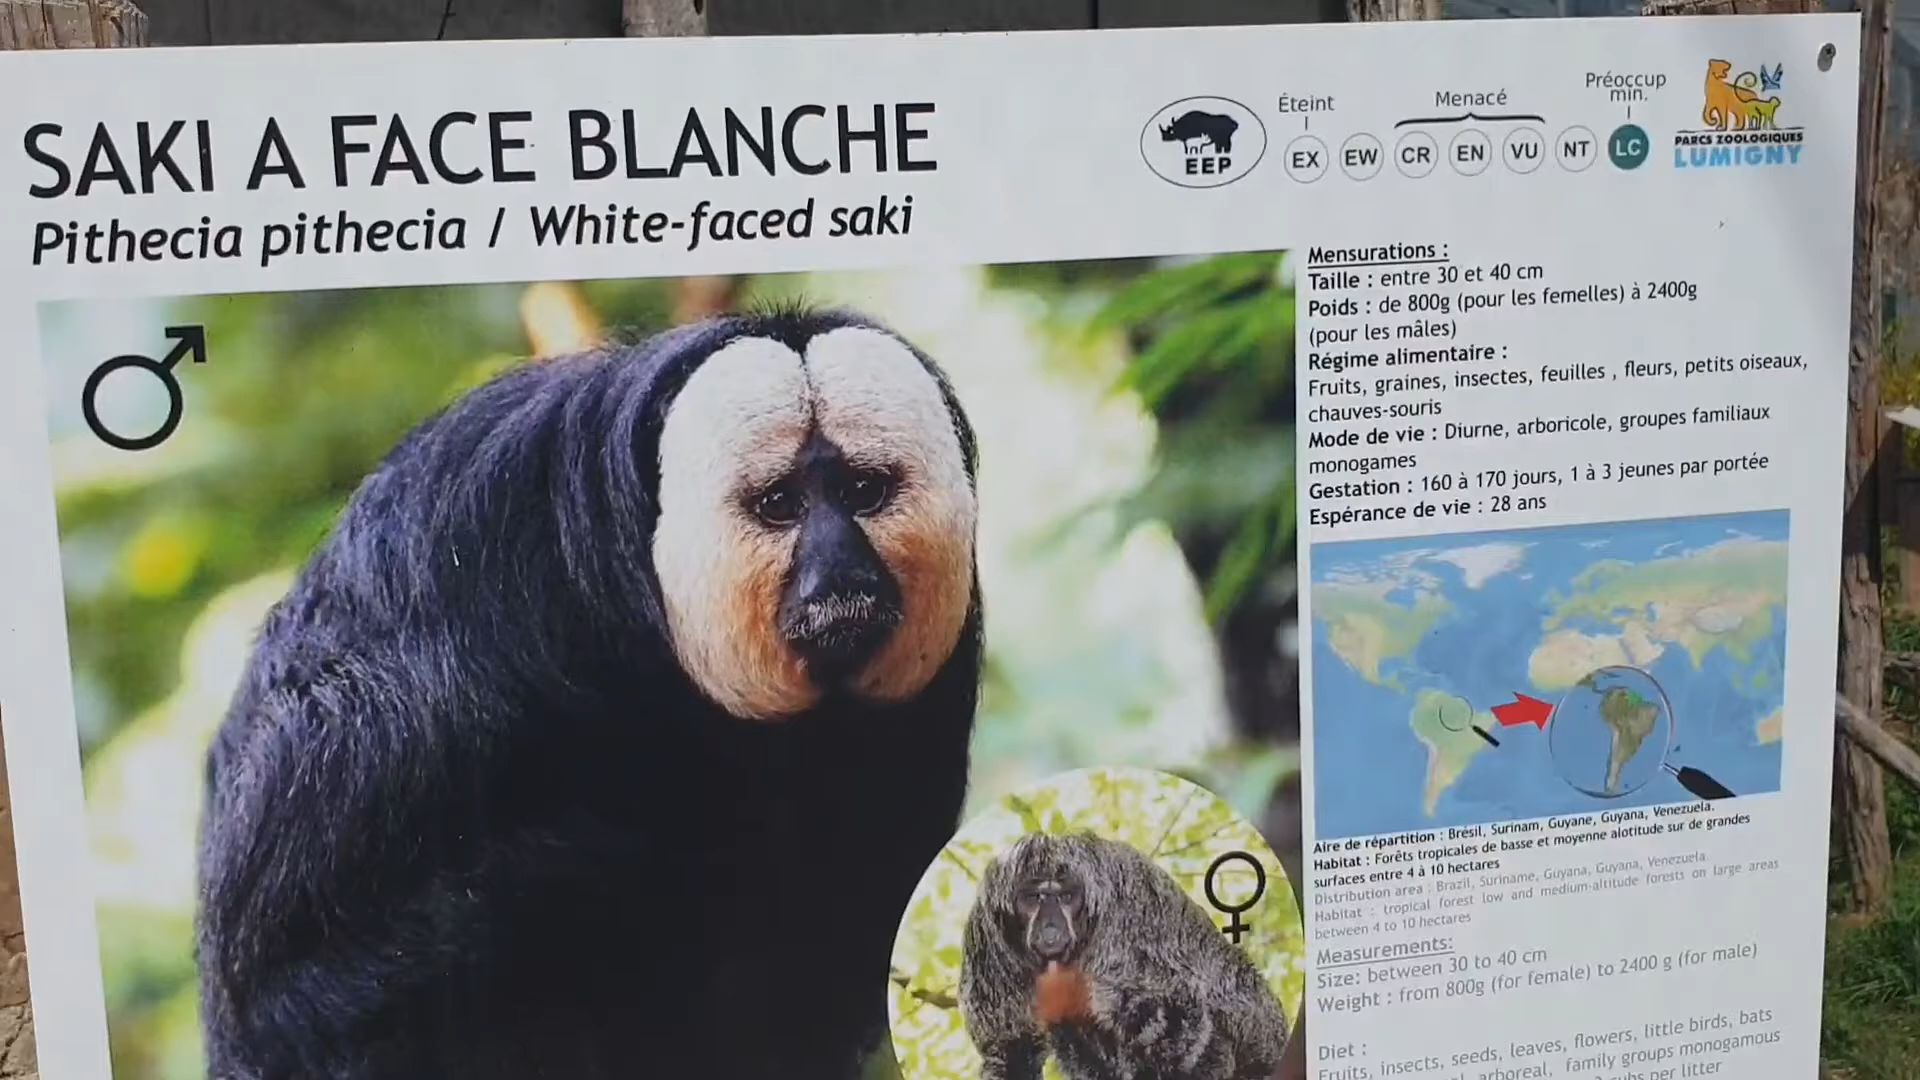 SAKI A FACE BLANCHE
Pithecia pithecia / White-faced saki
EEP
Éteint
Menacé
Préoccup
min.
EX EW CR EN VU NT LC
PARCS ZOOLOGIQUES
LUMIGNY
Mensurations :
Taille : entre 30 et 40 cm
Poids : de 800g (pour les femelles) à 2400g
(pour les mâles)
Régime alimentaire :
Fruits, graines, insectes, feuilles , fleurs, petits oiseaux,
chauves-souris
Mode de vie : Diurne, arboricole, groupes familiaux
monogames
Gestation : 160 à 170 jours, 1 à 3 jeunes par portée
Espérance de vie : 28 ans
Aire de répartition : Brésil, Surinam, Guyane, Guyana, Venezuela.
Habitat : Forêts tropicales de basse et moyenne alotitude sur de grandes
surfaces entre 4 à 10 hectares
Distribution area : Brazil, Suriname, Guyana, Guyana, Venezuela
Habitat : tropical forest low and medium-altitude forests on large areas
between 4 to 10 hectares
Measurements:
Size: between 30 to 40 cm
Weight : from 800g (for female) to 2400 g (for male)
Diet :
Fruits, insects, seeds, leaves, flowers, little birds, bats
arboreal, family groups monogamous
per litter